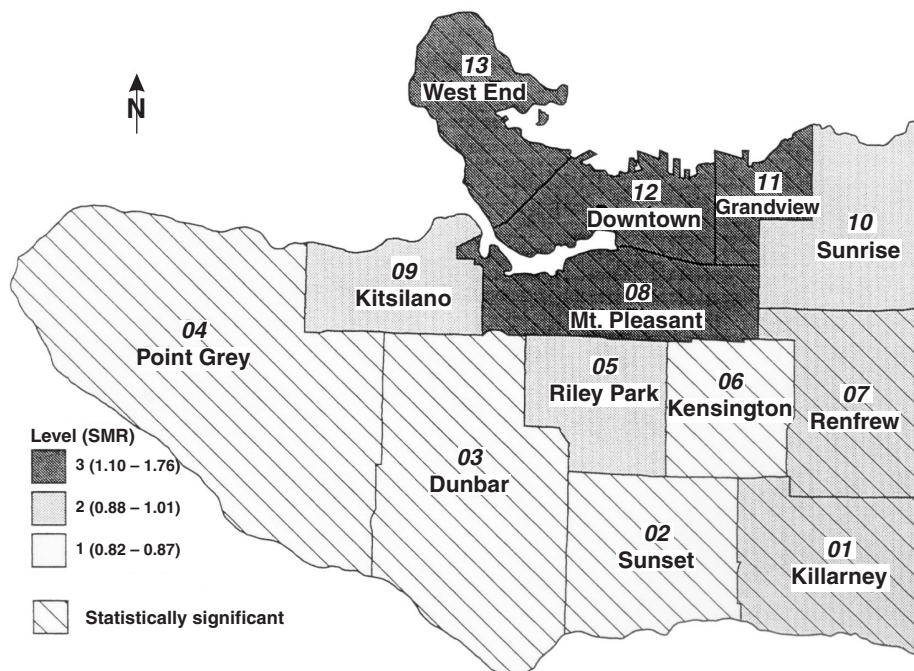 13
West End
N
12
Downtown
11
Grandview
10
Sunrise
09
Kitsilano
08
Mt. Pleasant
04
Point Grey
05
Riley Park
06
Kensington
07
Renfrew
03
Dunbar
02
Sunset
01
Killarney
Level (SMR)
3 (1.10 – 1.76)
2 (0.88 – 1.01)
1 (0.82 – 0.87)
Statistically significant